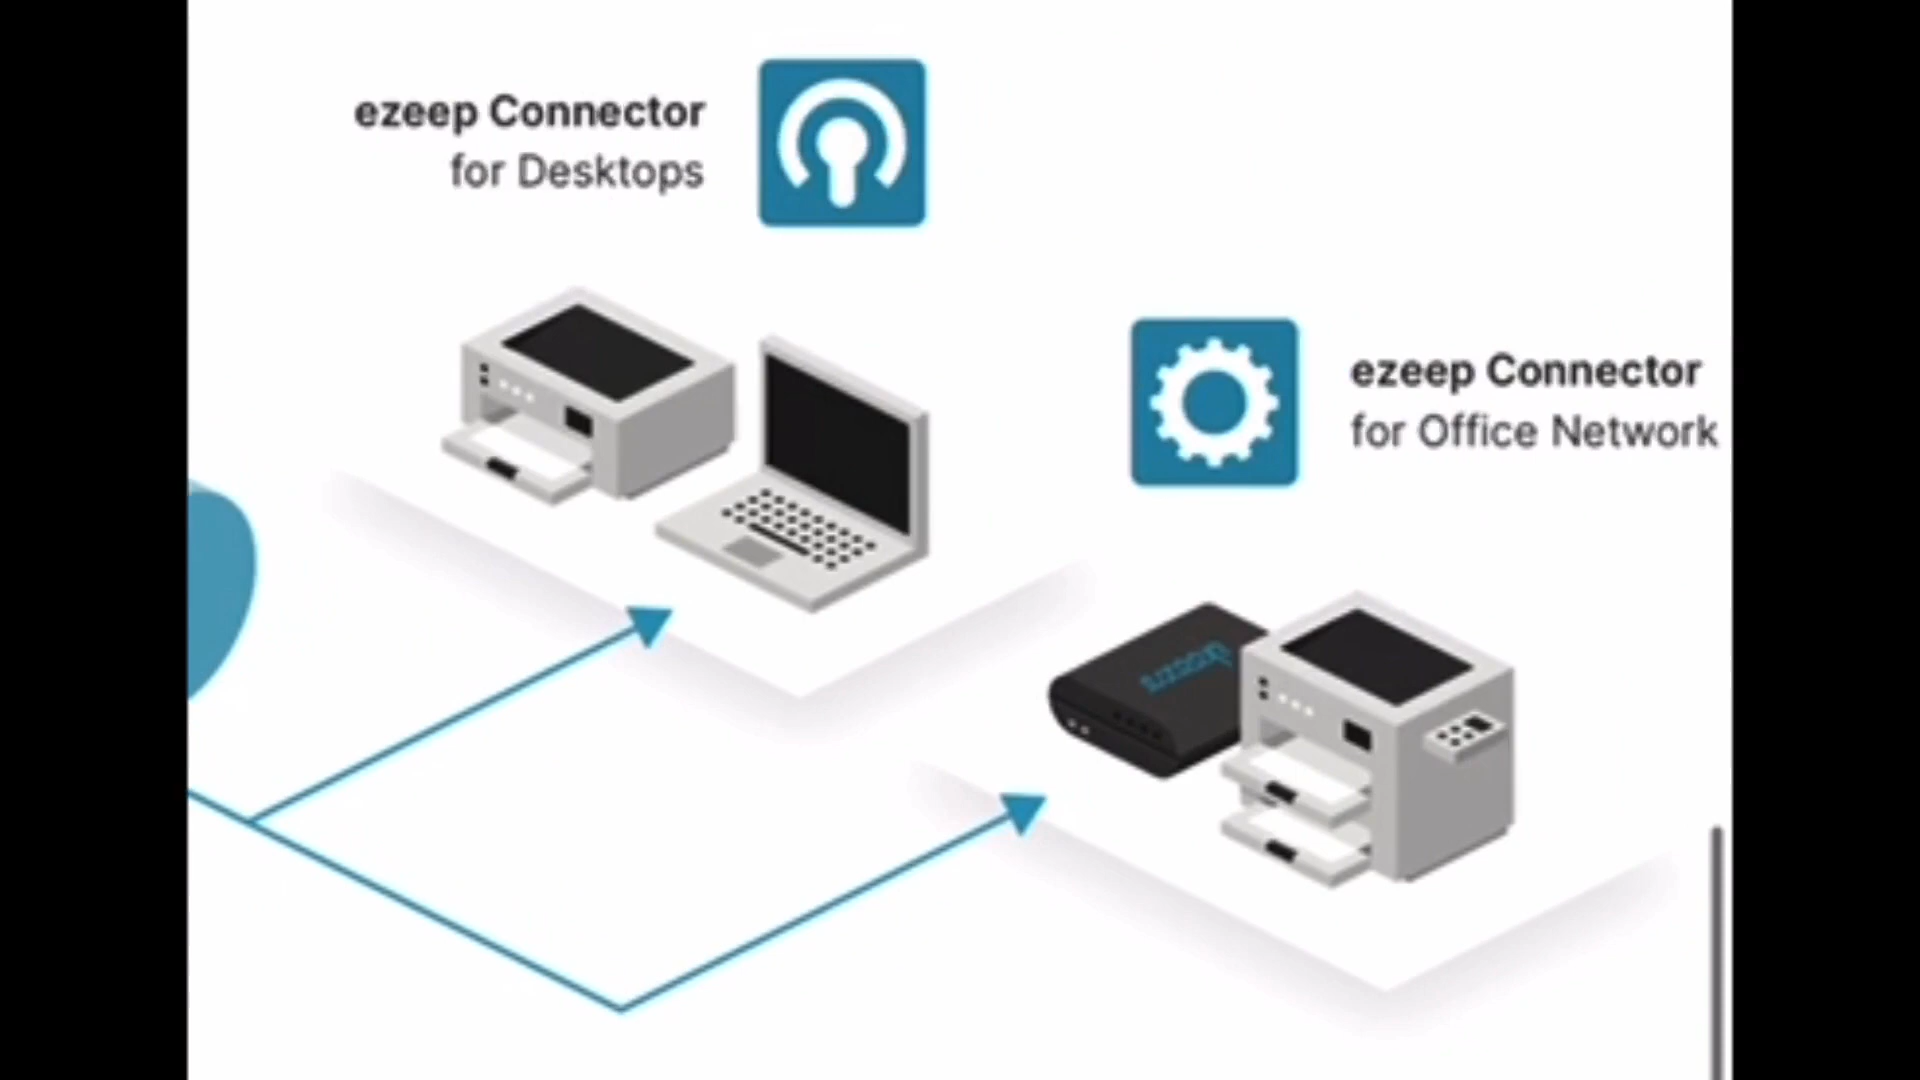 ezeep Connector
for Desktops
ezeep Connector
for Office Network